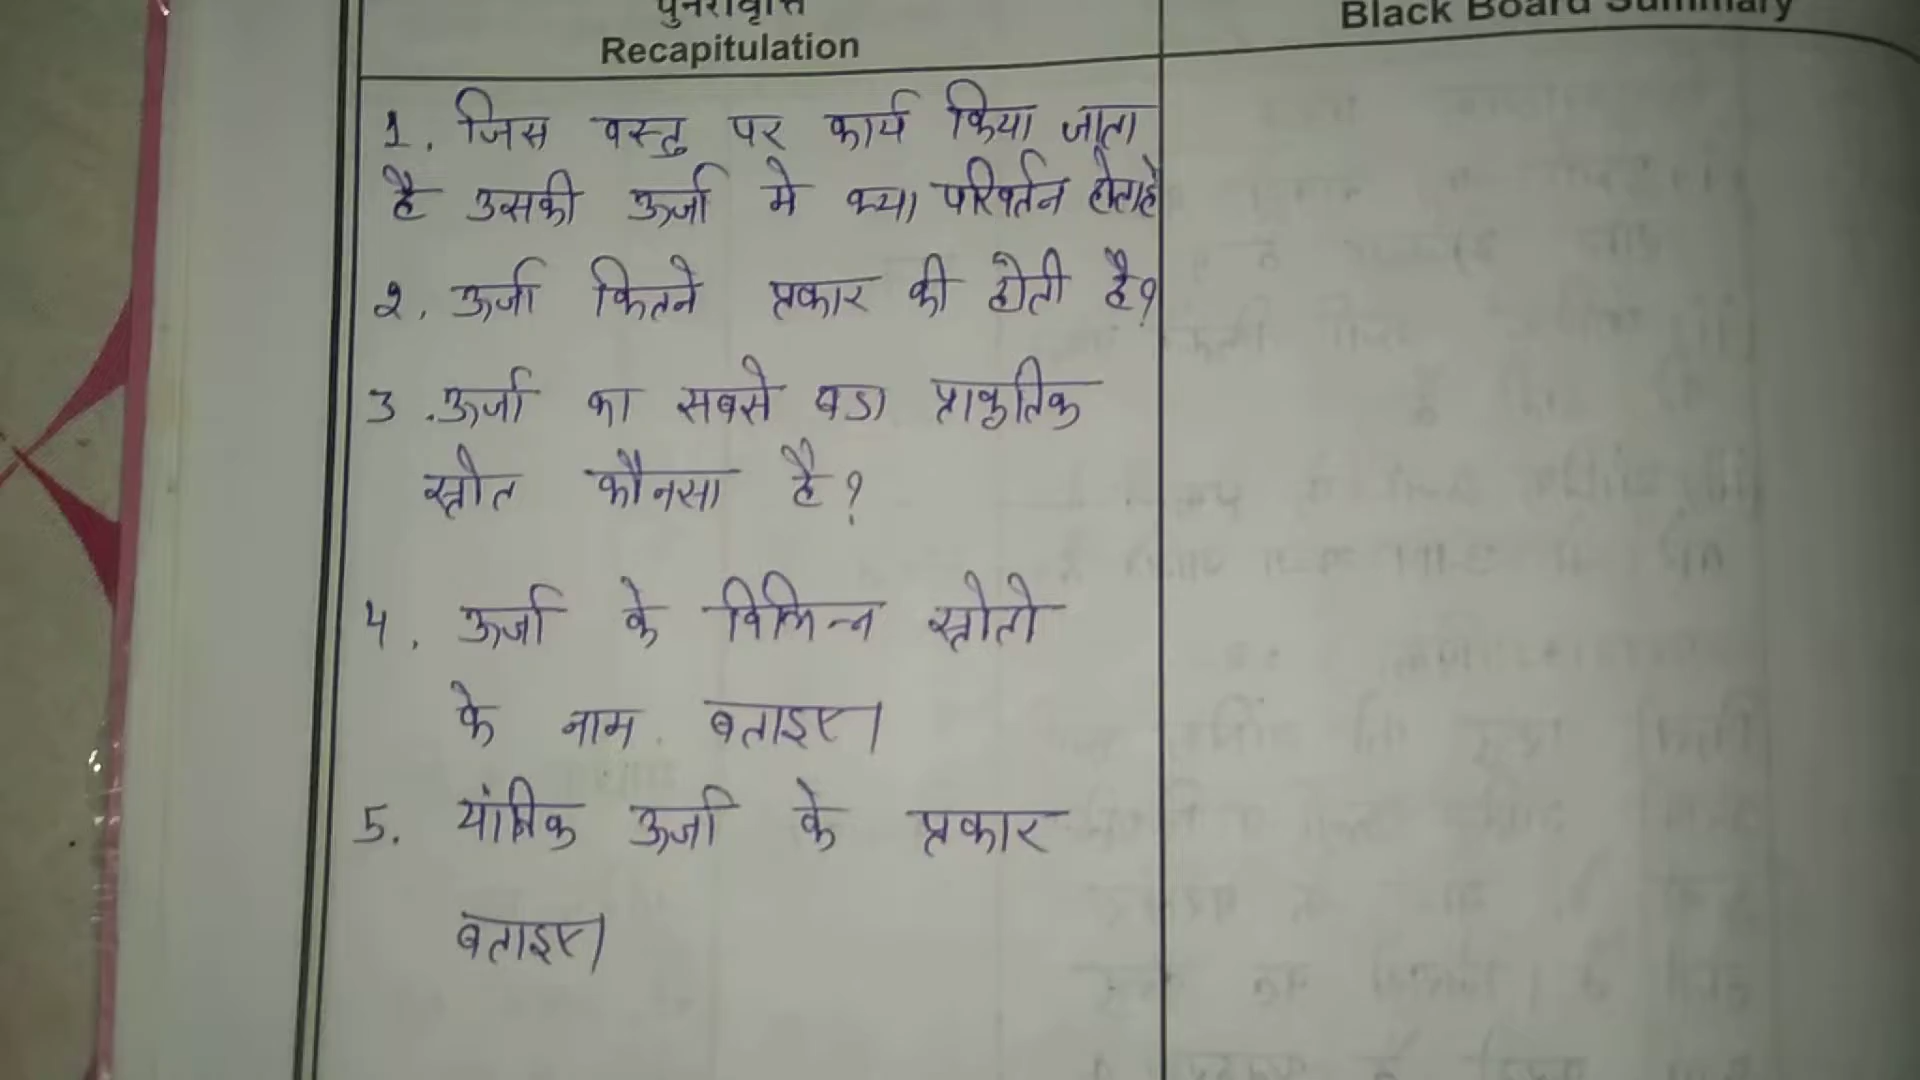 पुनरावृत्ति
Recapitulation
Black Board Summary
1. जिस वस्तु पर कार्य किया जाता
है उसकी ऊर्जा मे क्या परिवर्तन होताहे
2. ऊर्जा कितने प्रकार की होती है?
3. ऊर्जा का सबसे बडा प्राकृतिक
स्त्रोत कौनसा है?
4. ऊर्जा के विभिन्न स्त्रोतो
के नाम बताइए।
5. यांत्रिक ऊर्जा के प्रकार
बताइए।